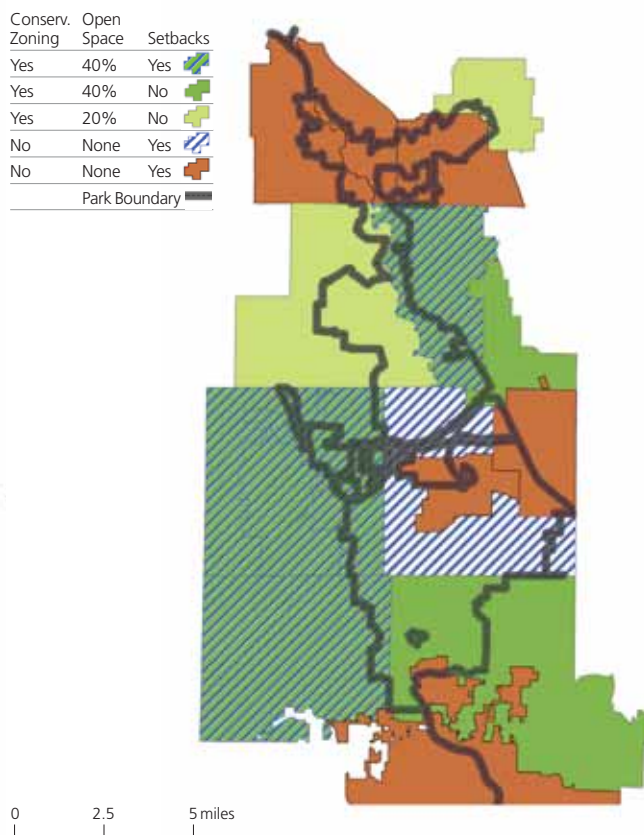 Conserv. Open
Zoning Space Setbacks
Yes 40% Yes
Yes 40% No
Yes 20% No
No None Yes
No None Yes
Park Boundary
0 2.5 5 miles